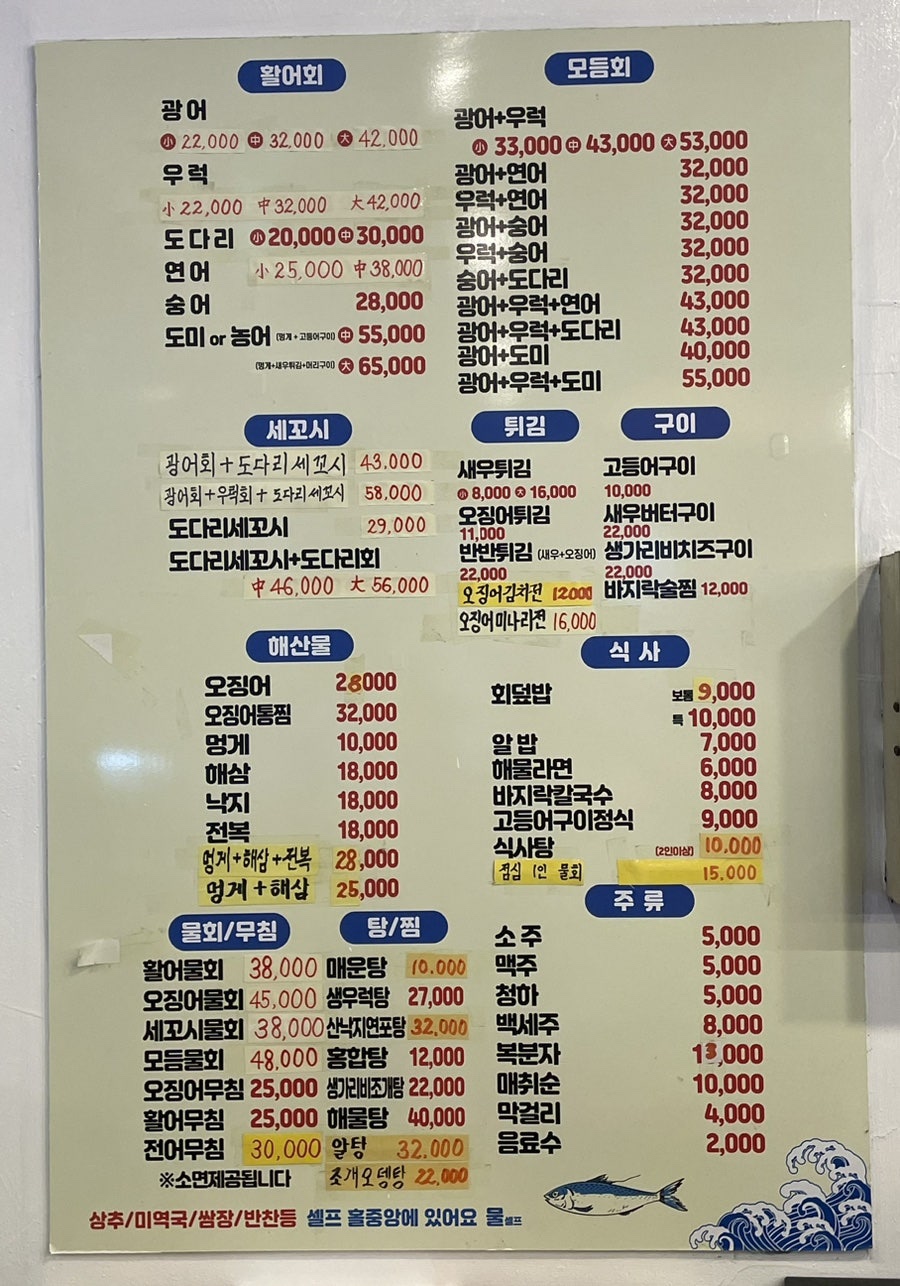 활어회
광어
小 22,000 中 32,000 大 42,000
우럭
小 22,000 中 32,000 大 42,000
도다리 小 20,000 中 30,000
연어 小 25,000 中 38,000
숭어 28,000
도미 or 농어 (멍게+고등어구이) 中 55,000
(멍게+새우튀김+머리구이) 大 65,000
모듬회
광어+우럭
小 33,000 中 43,000 大 53,000
광어+연어 32,000
우럭+연어 32,000
광어+숭어 32,000
우럭+숭어 32,000
숭어+도다리 32,000
광어+우럭+연어 43,000
광어+우럭+도다리 43,000
광어+도미 40,000
광어+우럭+도미 55,000
세꼬시
광어회+도다리세꼬시 43,000
광어회+우럭회+도다리세꼬시 58,000
도다리세꼬시 29,000
도다리세꼬시+도다리회
中 46,000 大 56,000
튀김
새우튀김
小 8,000 大 16,000
오징어튀김
11,000
반반튀김 (새우+오징어)
22,000
오징어김치전 12000
오징어미나리전 16,000
구이
고등어구이
10,000
새우버터구이
22,000
생가리비치즈구이
22,000
바지락술찜 12,000
해산물
오징어 28000
오징어통찜 32,000
멍게 10,000
해삼 18,000
낙지 18,000
전복 18,000
멍게+해삼+전복 28,000
멍게+해삼 25,000
식사
회덮밥 보통 9,000
특 10,000
알밥 7,000
해물라면 6,000
바지락칼국수 8,000
고등어구이정식 9,000
식사탕 (2인이상) 10.000
점심 1인 물회 15.000
물회/무침
활어물회 38,000
오징어물회 45,000
세꼬시물회 38,000
모듬물회 48,000
오징어무침 25,000
활어무침 25,000
전어무침 30,000
※소면제공됩니다
탕/찜
매운탕 10.000
생우럭탕 27,000
산낙지연포탕 32,000
홍합탕 12,000
생가리비조개탕 22,000
해물탕 40,000
알탕 32.000
조개오뎅탕 22,000
주류
소주 5,000
맥주 5,000
청하 5,000
백세주 8,000
복분자 13,000
매취순 10,000
막걸리 4,000
음료수 2,000
상추/미역국/쌈장/반찬등 셀프 홀중앙에 있어요 물셀프